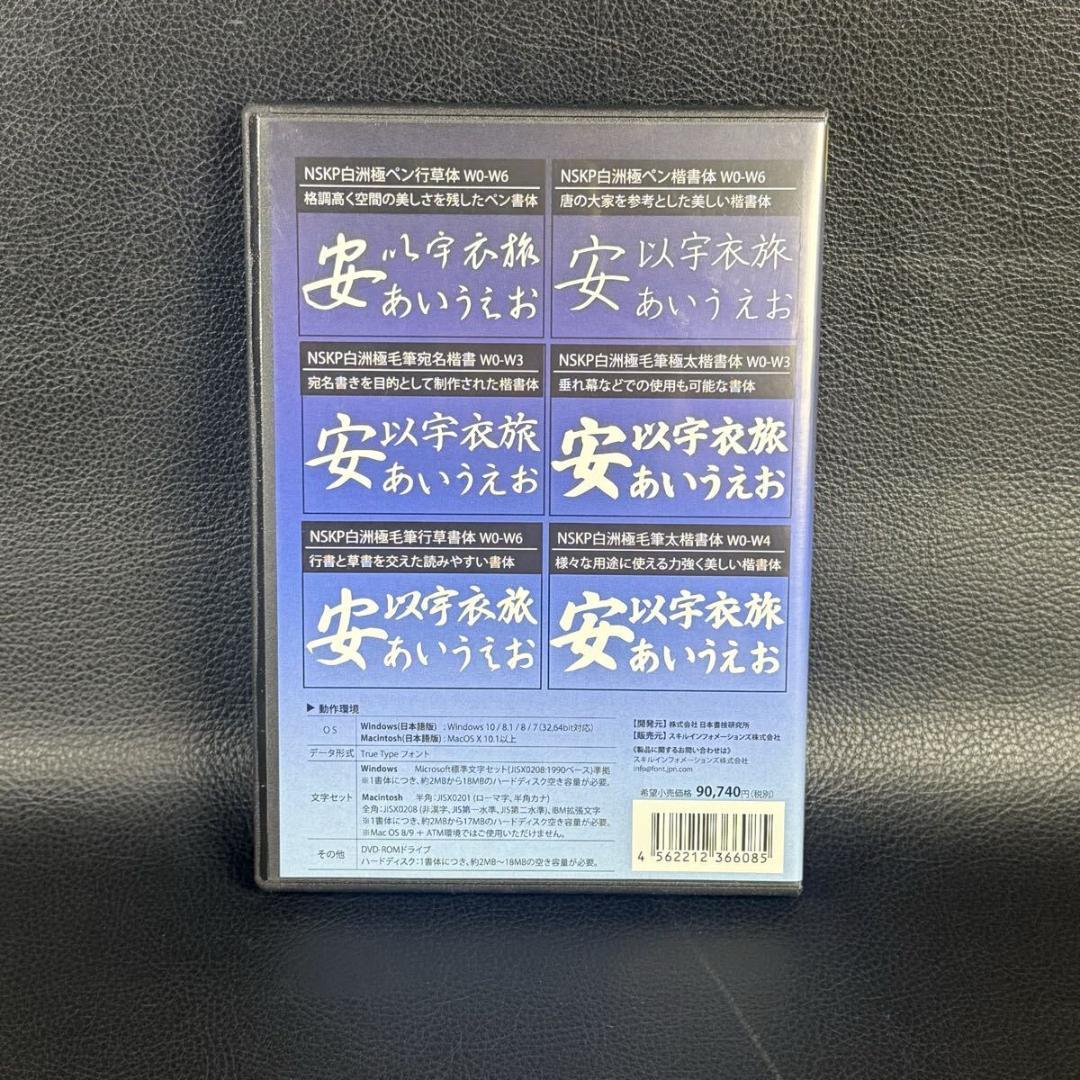 NSKP白洲極ペン行草体 W0-W6
格調高く空間の美しさを残したペン書体
安
以宇衣旅
あいうえお
NSKP白洲極ペン楷書体 W0-W6
唐の大家を参考とした美しい楷書体
安
以宇衣旅
あいうえお
NSKP白洲極毛筆宛名楷書 W0-W3
宛名書きを目的として制作された楷書体
安
以宇衣旅
あいうえお
NSKP白洲極毛筆極太楷書体 W0-W3
垂れ幕などでの使用も可能な書体
安
以宇衣旅
あいうえお
NSKP白洲極毛筆行草書体 W0-W6
行書と草書を交えた読みやすい書体
安
以宇衣旅
あいうえお
NSKP白洲極毛筆太楷書体 W0-W4
様々な用途に使える力強く美しい楷書体
安
以宇衣旅
あいうえお
▶ 動作環境
OS
Windows(日本語版) : Windows 10 / 8.1 / 8 / 7 (32,64bit対応)
Macintosh(日本語版) : MacOS X 10.1以上
データ形式 True Type フォント
文字セット
Windows Microsoft標準文字セット(JISX0208:1990ベース)準拠
※1書体につき、約2MBから18MBのハードディスク空き容量が必要。
Macintosh 半角:JISX0201 (ローマ字、半角カナ)
全角:JISX0208 (非漢字、JIS第一水準、JIS第二水準)、IBM拡張文字
※1書体につき、約2MBから17MBのハードディスク空き容量が必要。
※Mac OS 8/9 + ATM環境ではご使用いただけません。
その他
DVD-ROMドライブ
ハードディスク:1書体につき、約2MB～18MBの空き容量が必要。
【開発元】 株式会社 日本書技研究所
【販売元】 スキルインフォメーションズ株式会社
《製品に関するお問い合わせは》
スキルインフォメーションズ株式会社
info@font.jpn.com
希望小売価格 90,740円(税別)
4 562212 366085